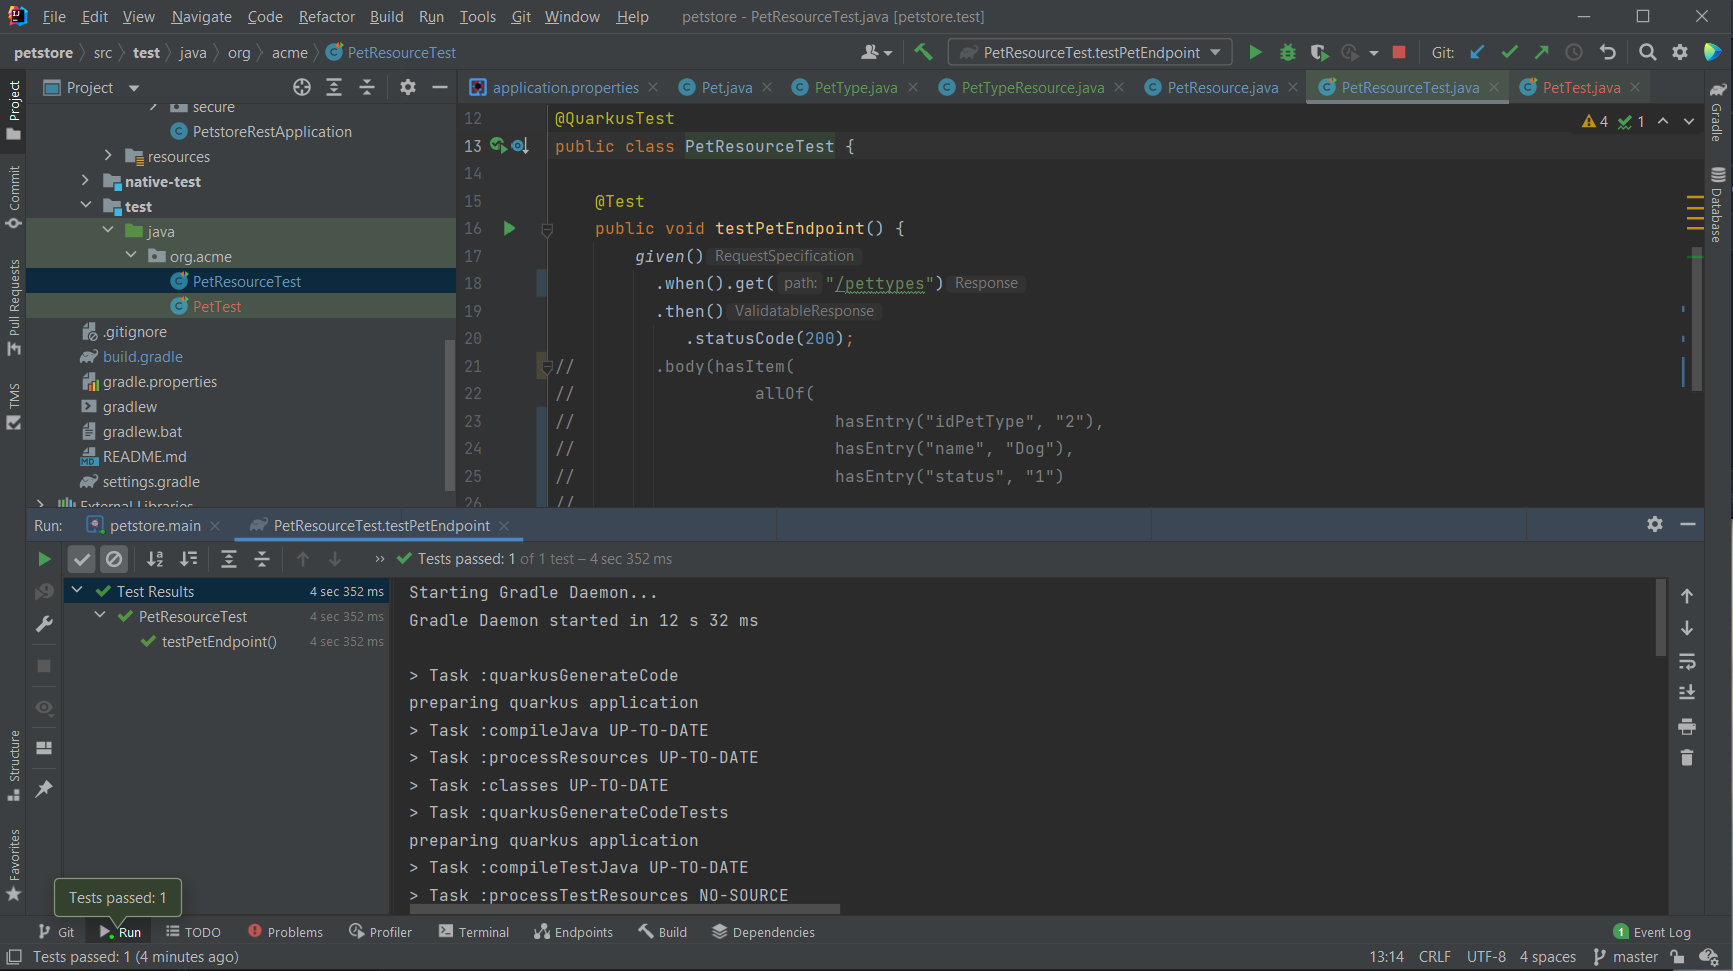 File Edit View Navigate Code Refactor Build Run Tools Git Window Help petstore - PetResourceTest.java [petstore.test]
petstore src test java org acme PetResourceTest PetResourceTest.testPetEndpoint Git:
Project application.properties Pet.java PetType.java PetTypeResource.java PetResource.java PetResourceTest.java PetTest.java
secure
PetstoreRestApplication
resources
native-test
test
java
org.acme
PetResourceTest
PetTest
.gitignore
build.gradle
gradle.properties
gradlew
gradlew.bat
README.md
settings.gradle
External Libraries
12 @QuarkusTest
4 1
13 public class PetResourceTest {
14
15 @Test
16 public void testPetEndpoint() {
17 given() RequestSpecification
18 .when().get( path: "/pettypes") Response
19 .then() ValidatableResponse
20 .statusCode(200);
21 // .body(hasItem(
22 // allOf(
23 // hasEntry("idPetType", "2"),
24 // hasEntry("name", "Dog"),
25 // hasEntry("status", "1")
26 //
Project
Commit
Pull Requests
TMS
Structure
Favorites
Gradle
Database
Run: petstore.main PetResourceTest.testPetEndpoint
Tests passed: 1 of 1 test – 4 sec 352 ms
Test Results 4 sec 352 ms
PetResourceTest 4 sec 352 ms
testPetEndpoint() 4 sec 352 ms
Starting Gradle Daemon...
Gradle Daemon started in 12 s 32 ms
> Task :quarkusGenerateCode
preparing quarkus application
> Task :compileJava UP-TO-DATE
> Task :processResources UP-TO-DATE
> Task :classes UP-TO-DATE
> Task :quarkusGenerateCodeTests
preparing quarkus application
> Task :compileTestJava UP-TO-DATE
> Task :processTestResources NO-SOURCE
Tests passed: 1
Git Run TODO Problems Profiler Terminal Endpoints Build Dependencies 1 Event Log
Tests passed: 1 (4 minutes ago) 13:14 CRLF UTF-8 4 spaces master